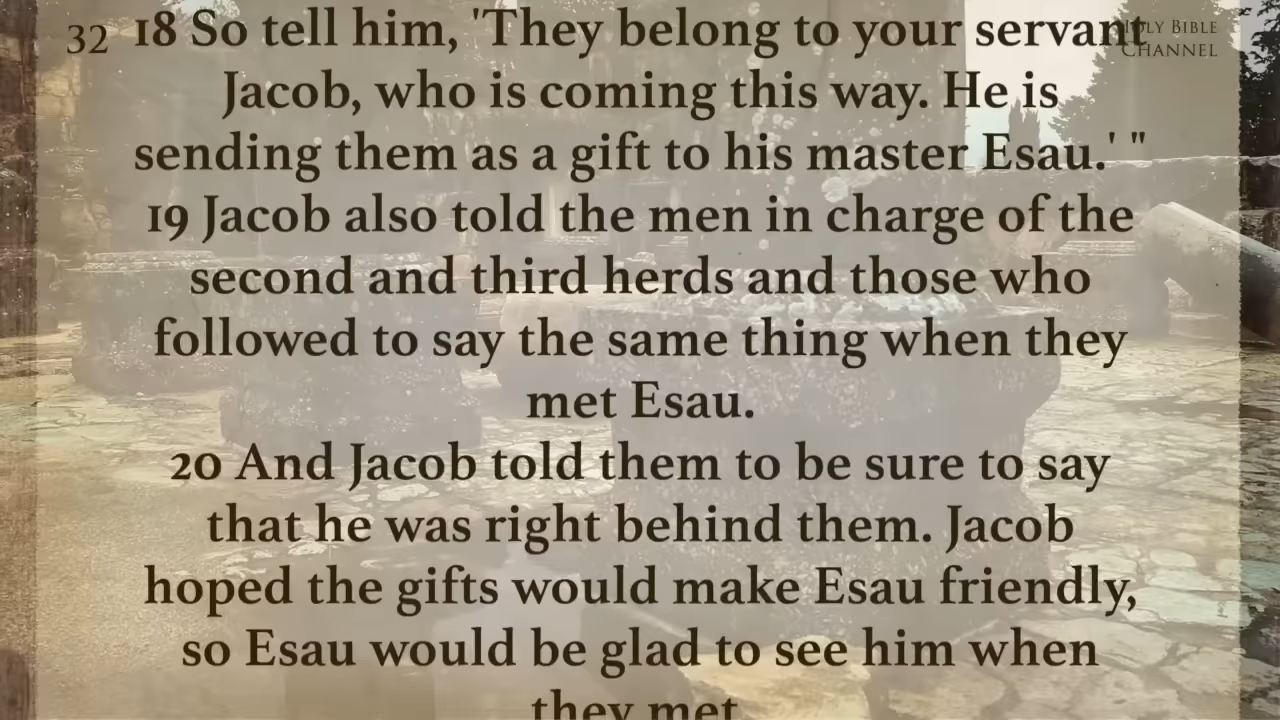 32 18 So tell him, 'They belong to your servant
HOLY BIBLE
CHANNEL
Jacob, who is coming this way. He is
sending them as a gift to his master Esau.' "
19 Jacob also told the men in charge of the
second and third herds and those who
followed to say the same thing when they
met Esau.
20 And Jacob told them to be sure to say
that he was right behind them. Jacob
hoped the gifts would make Esau friendly,
so Esau would be glad to see him when
they met